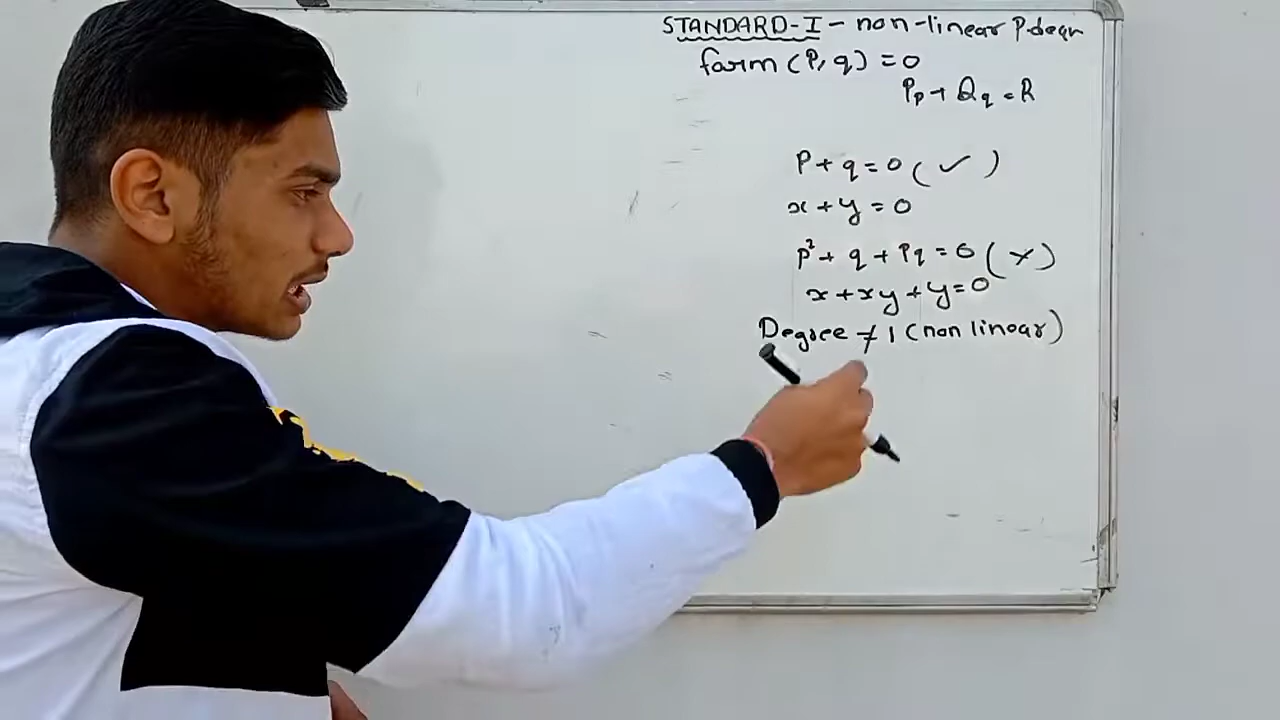 STANDARD-I - non-linear P.deqn
form (P, q) = 0
Pp + Qq = R
P + q = 0 ( ✓ )
x + y = 0
p² + q + Pq = 0 ( ✗ )
x + xy + y = 0
Degree ≠ 1 (non linear)